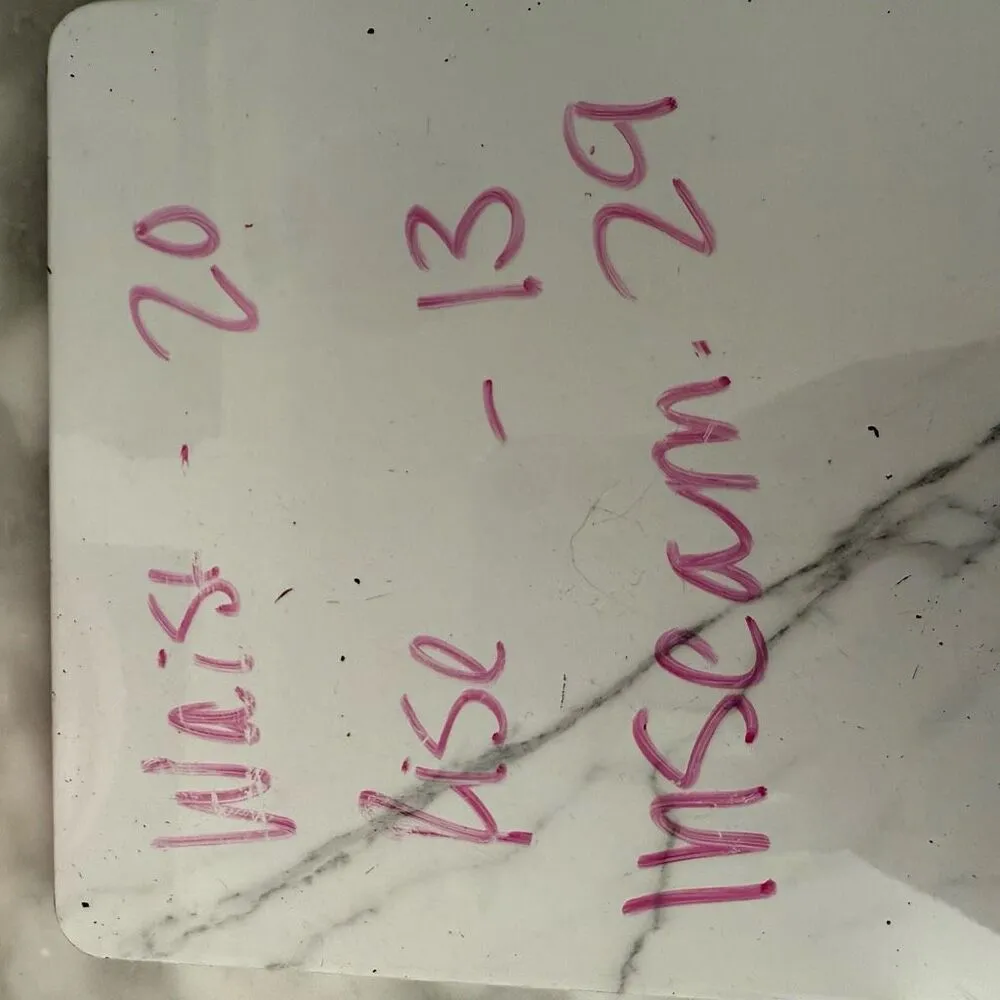 Waist - 20
Rise - 13
Inseam. 29